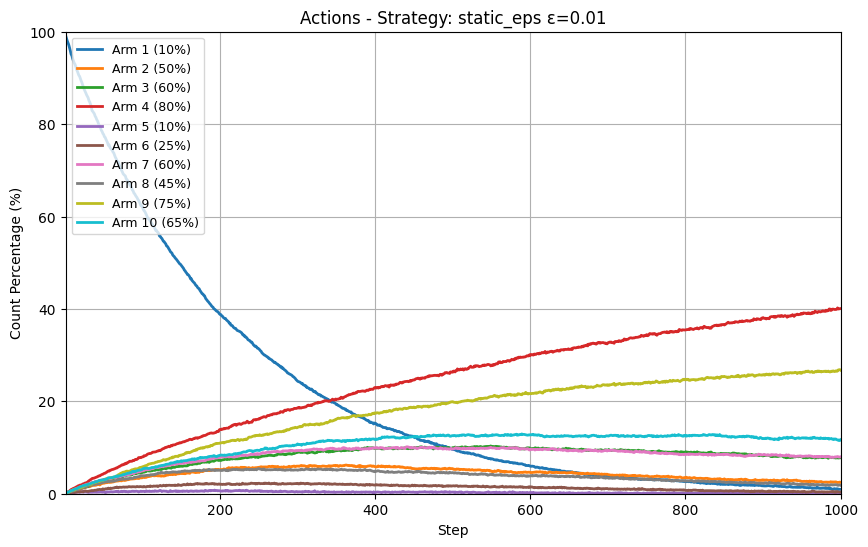 Actions - Strategy: static_eps ε=0.01
Count Percentage (%)
100
80
60
40
20
0
Arm 1 (10%)
Arm 2 (50%)
Arm 3 (60%)
Arm 4 (80%)
Arm 5 (10%)
Arm 6 (25%)
Arm 7 (60%)
Arm 8 (45%)
Arm 9 (75%)
Arm 10 (65%)
200 400 600 800 1000
Step